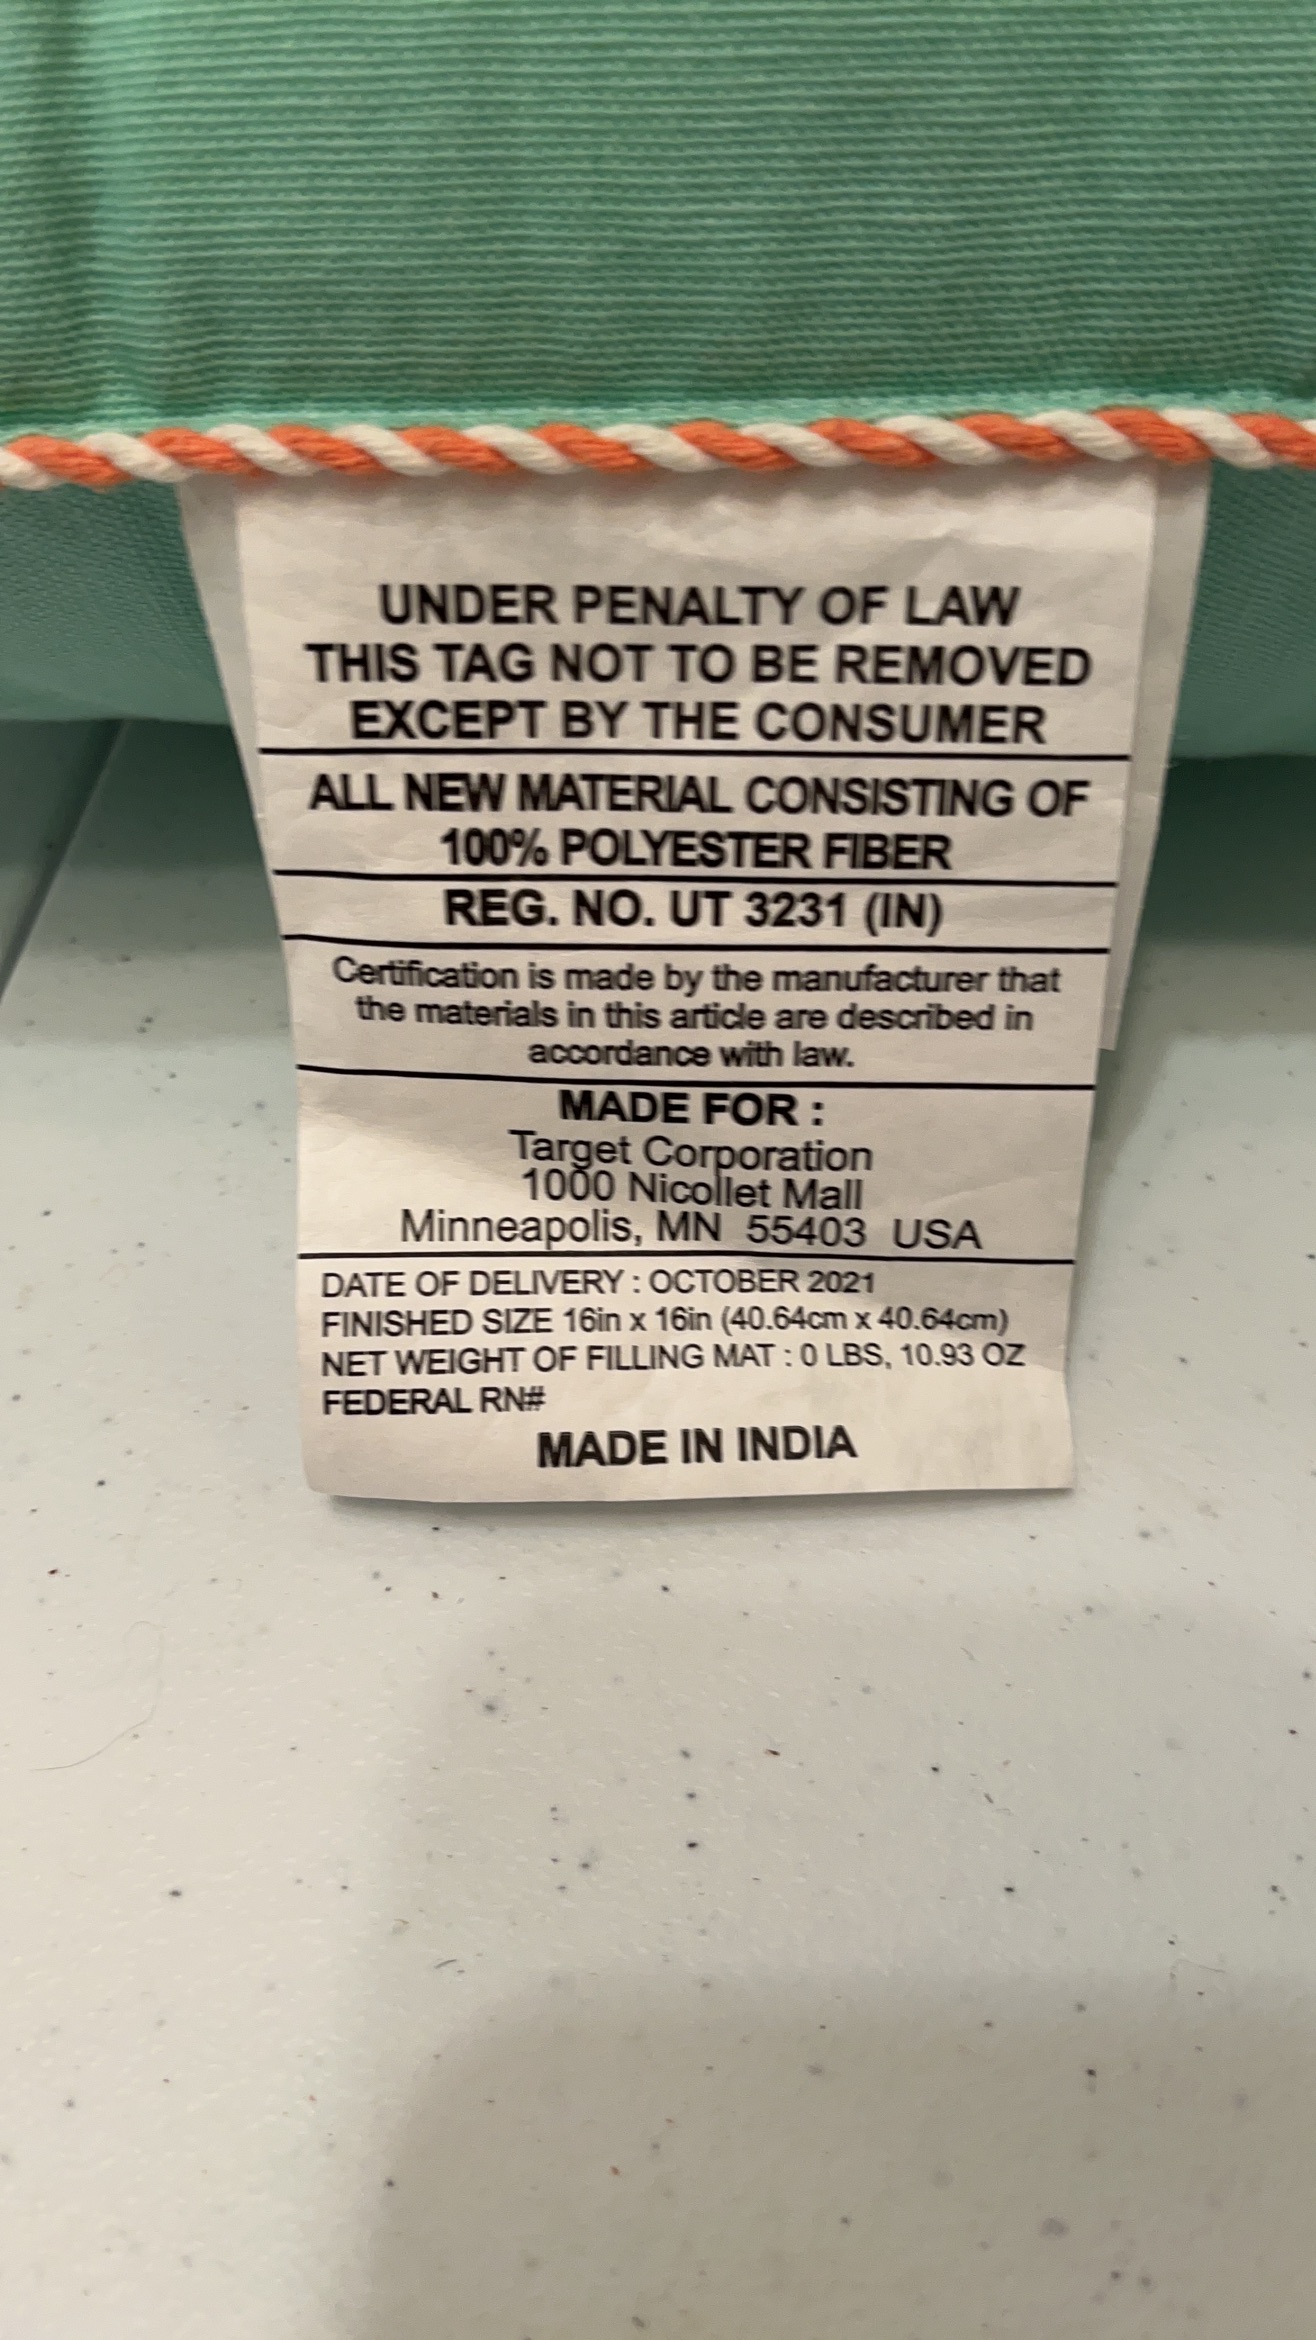 UNDER PENALTY OF LAW
THIS TAG NOT TO BE REMOVED
EXCEPT BY THE CONSUMER
ALL NEW MATERIAL CONSISTING OF
100% POLYESTER FIBER
REG. NO. UT 3231 (IN)
Certification is made by the manufacturer that
the materials in this article are described in
accordance with law.
MADE FOR :
Target Corporation
1000 Nicollet Mall
Minneapolis, MN 55403 USA
DATE OF DELIVERY : OCTOBER 2021
FINISHED SIZE 16in x 16in (40.64cm x 40.64cm)
NET WEIGHT OF FILLING MAT : 0 LBS, 10.93 OZ
FEDERAL RN#
MADE IN INDIA